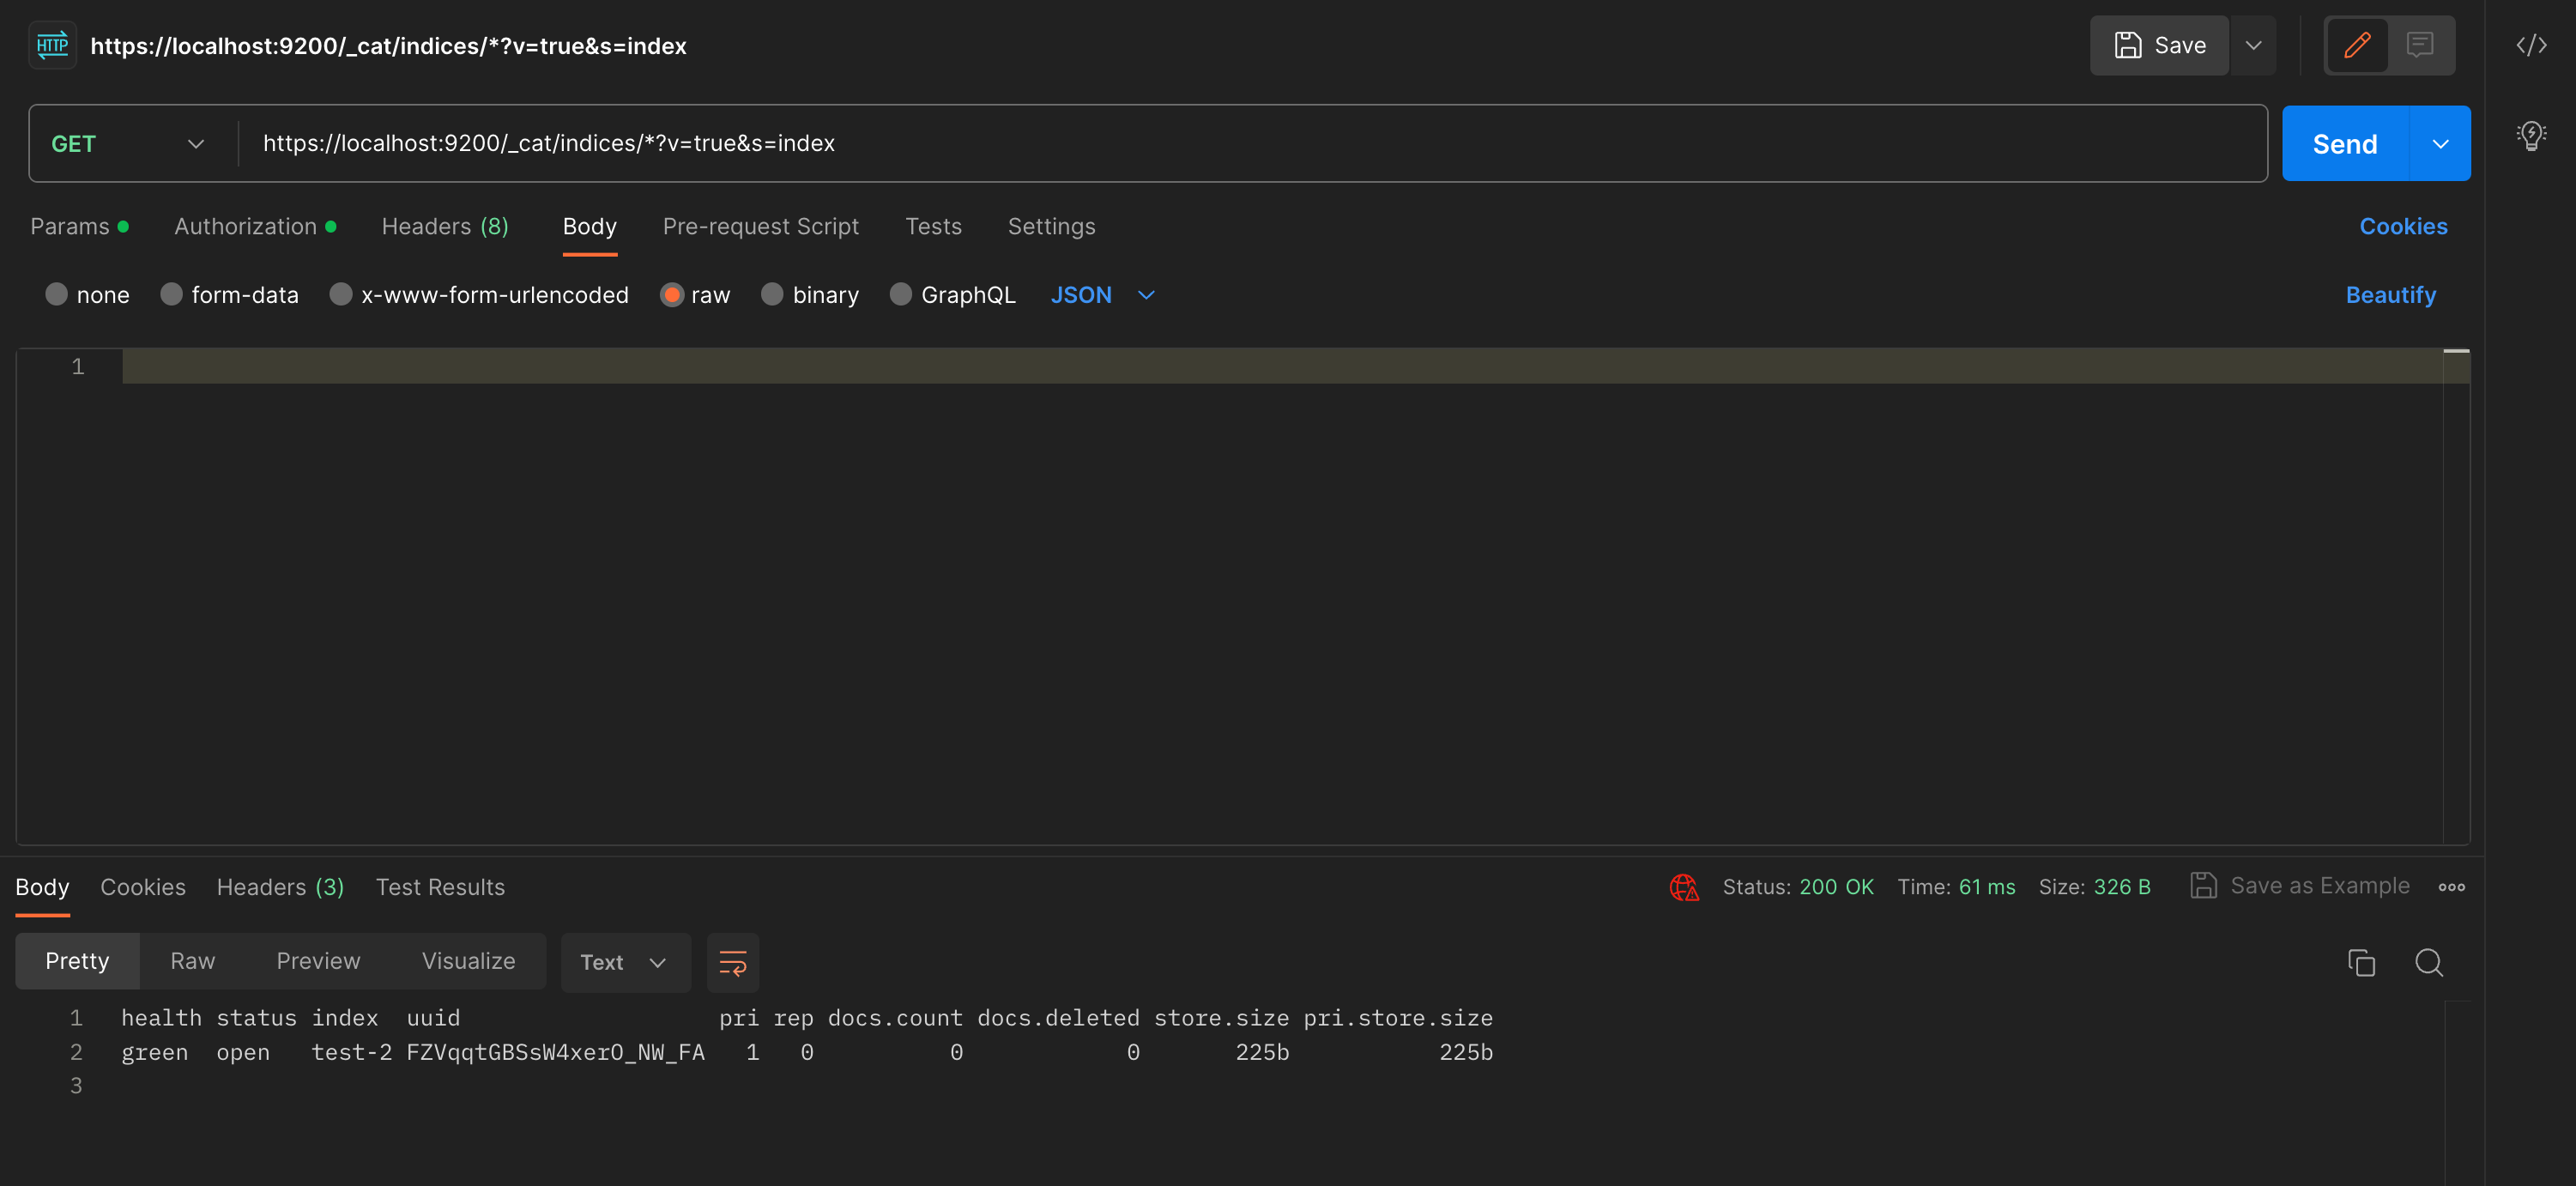 HTTP https://localhost:9200/_cat/indices/*?v=true&s=index Save
GET https://localhost:9200/_cat/indices/*?v=true&s=index Send
Params Authorization Headers (8) Body Pre-request Script Tests Settings Cookies
none form-data x-www-form-urlencoded raw binary GraphQL JSON Beautify
1
Body Cookies Headers (3) Test Results Status: 200 OK Time: 61 ms Size: 326 B Save as Example
Pretty Raw Preview Visualize Text
1 health status index uuid pri rep docs.count docs.deleted store.size pri.store.size
2 green open test-2 FZVqqtGBSsW4xerO_NW_FA 1 0 0 0 225b 225b
3